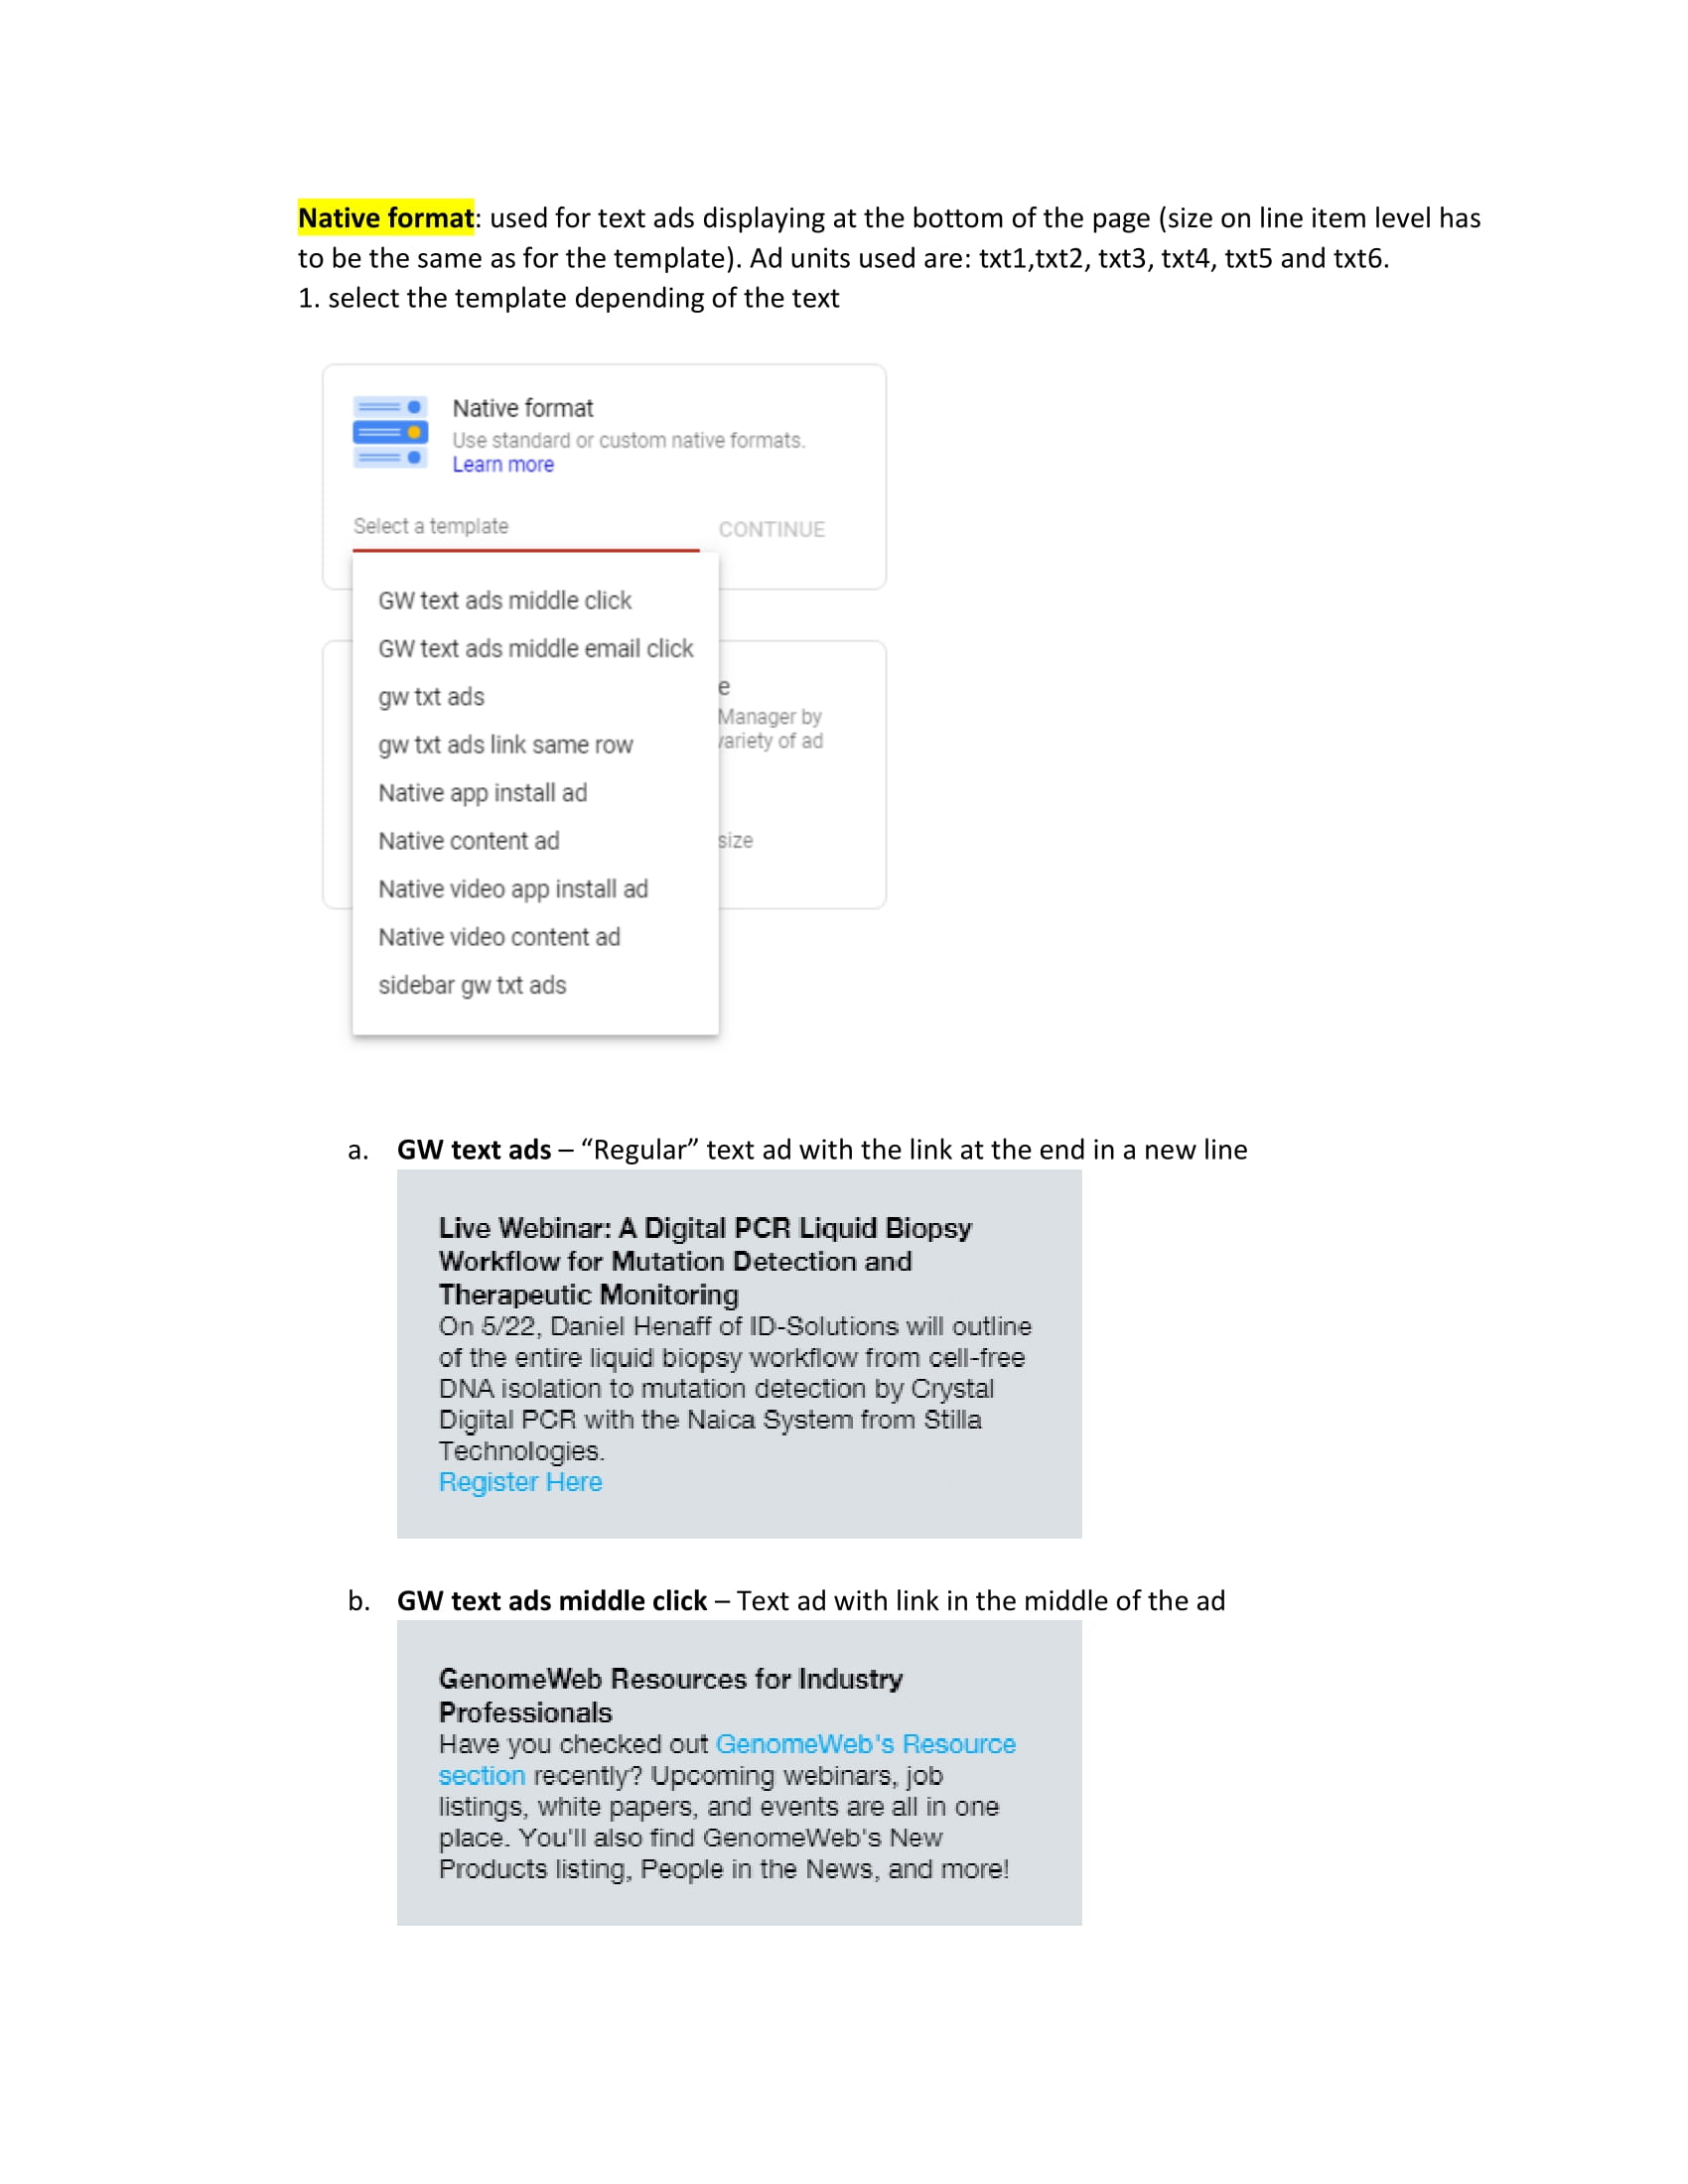 Native format: used for text ads displaying at the bottom of the page (size on line item level has
to be the same as for the template). Ad units used are: txt1,txt2, txt3, txt4, txt5 and txt6.
1. select the template depending of the text
Native format
Use standard or custom native formats.
Learn more
Select a template
CONTINUE
GW text ads middle click
GW text ads middle email click
gw txt ads
gw txt ads link same row
Native app install ad
Native content ad
Native video app install ad
Native video content ad
sidebar gw txt ads
e
Manager by
variety of ad
size
a. GW text ads – “Regular” text ad with the link at the end in a new line
Live Webinar: A Digital PCR Liquid Biopsy
Workflow for Mutation Detection and
Therapeutic Monitoring
On 5/22, Daniel Henaff of ID-Solutions will outline
of the entire liquid biopsy workflow from cell-free
DNA isolation to mutation detection by Crystal
Digital PCR with the Naica System from Stilla
Technologies.
Register Here
b. GW text ads middle click – Text ad with link in the middle of the ad
GenomeWeb Resources for Industry
Professionals
Have you checked out GenomeWeb's Resource
section recently? Upcoming webinars, job
listings, white papers, and events are all in one
place. You'll also find GenomeWeb's New
Products listing, People in the News, and more!